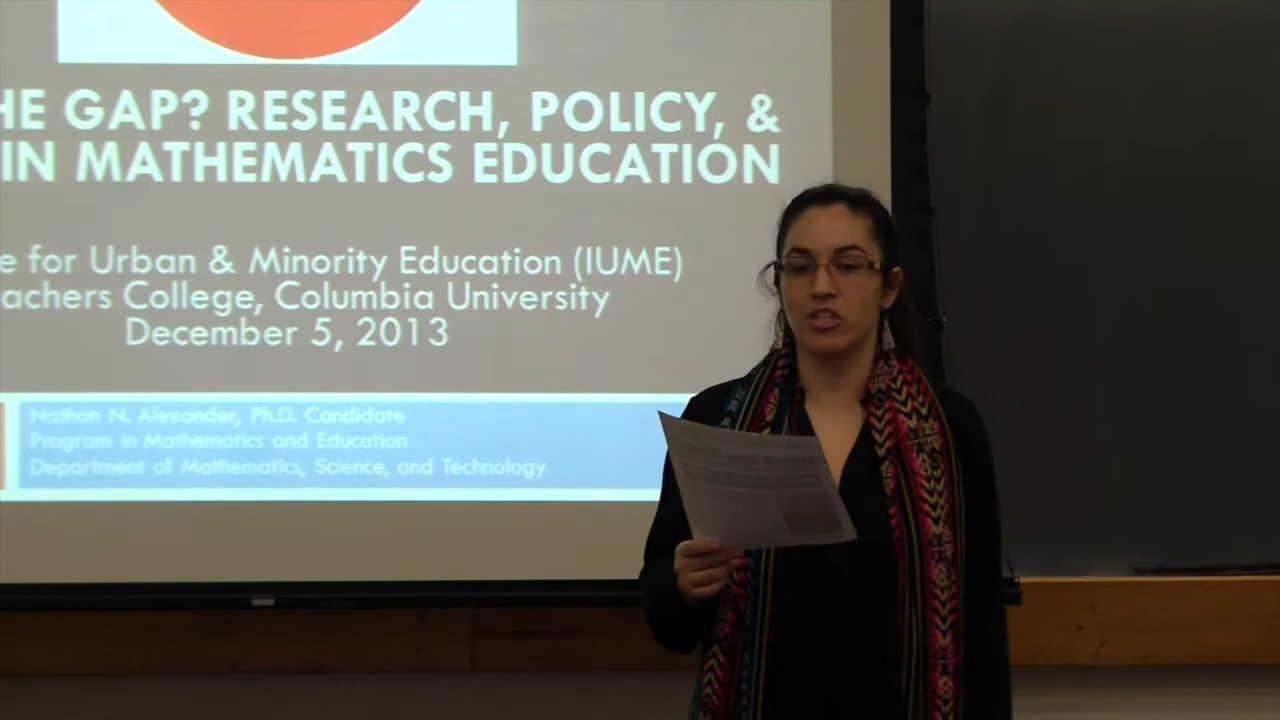 HE GAP? RESEARCH, POLICY, &
IN MATHEMATICS EDUCATION
e for Urban & Minority Education (IUME)
achers College, Columbia University
December 5, 2013
Nathan N. Alexander, Ph.D. Candidate
Program in Mathematics and Education
Department of Mathematics, Science, and Technology